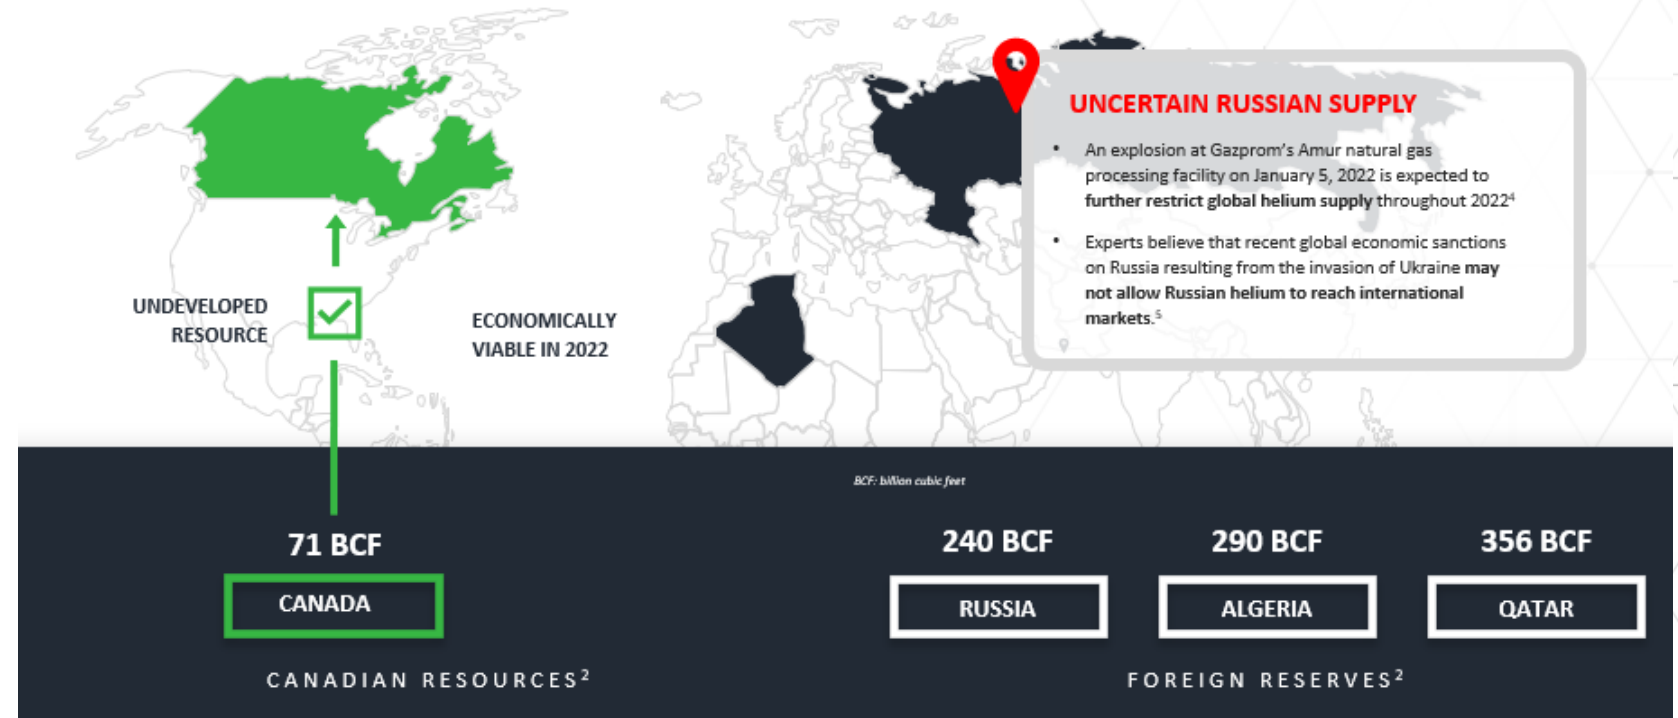 UNCERTAIN RUSSIAN SUPPLY
• An explosion at Gazprom’s Amur natural gas
processing facility on January 5, 2022 is expected to
further restrict global helium supply throughout 2022⁴
• Experts believe that recent global economic sanctions
on Russia resulting from the invasion of Ukraine may
not allow Russian helium to reach international
markets.⁵
UNDEVELOPED
RESOURCE
ECONOMICALLY
VIABLE IN 2022
BCF: billion cubic feet
71 BCF
CANADA
CANADIAN RESOURCES²
240 BCF
RUSSIA
290 BCF
ALGERIA
356 BCF
QATAR
FOREIGN RESERVES²